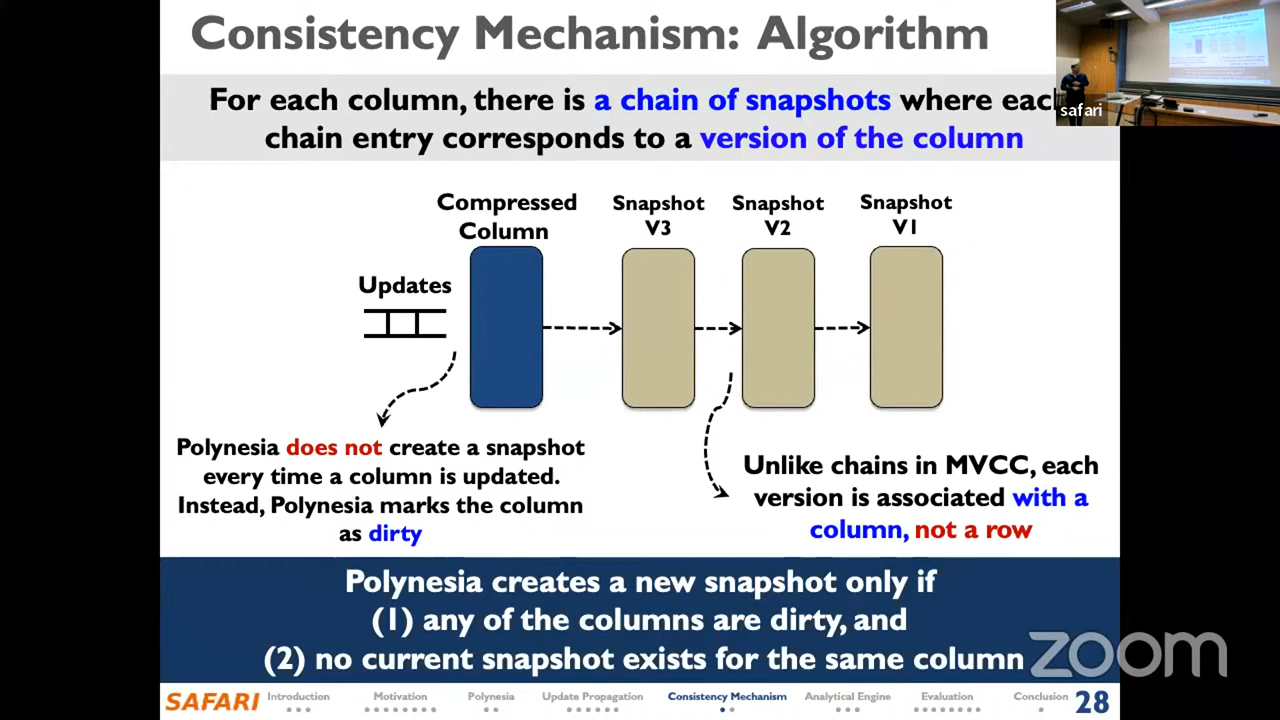 Consistency Mechanism: Algorithm
For each column, there is a chain of snapshots where each
chain entry corresponds to a version of the column
safari
Compressed
Column
Snapshot
V3
Snapshot
V2
Snapshot
V1
Updates
Polynesia does not create a snapshot
every time a column is updated.
Instead, Polynesia marks the column
as dirty
Unlike chains in MVCC, each
version is associated with a
column, not a row
Polynesia creates a new snapshot only if
(1) any of the columns are dirty, and
(2) no current snapshot exists for the same column
zoom
SAFARI
Introduction
Motivation
Polynesia
Update Propagation
Consistency Mechanism
Analytical Engine
Evaluation
Conclusion
28